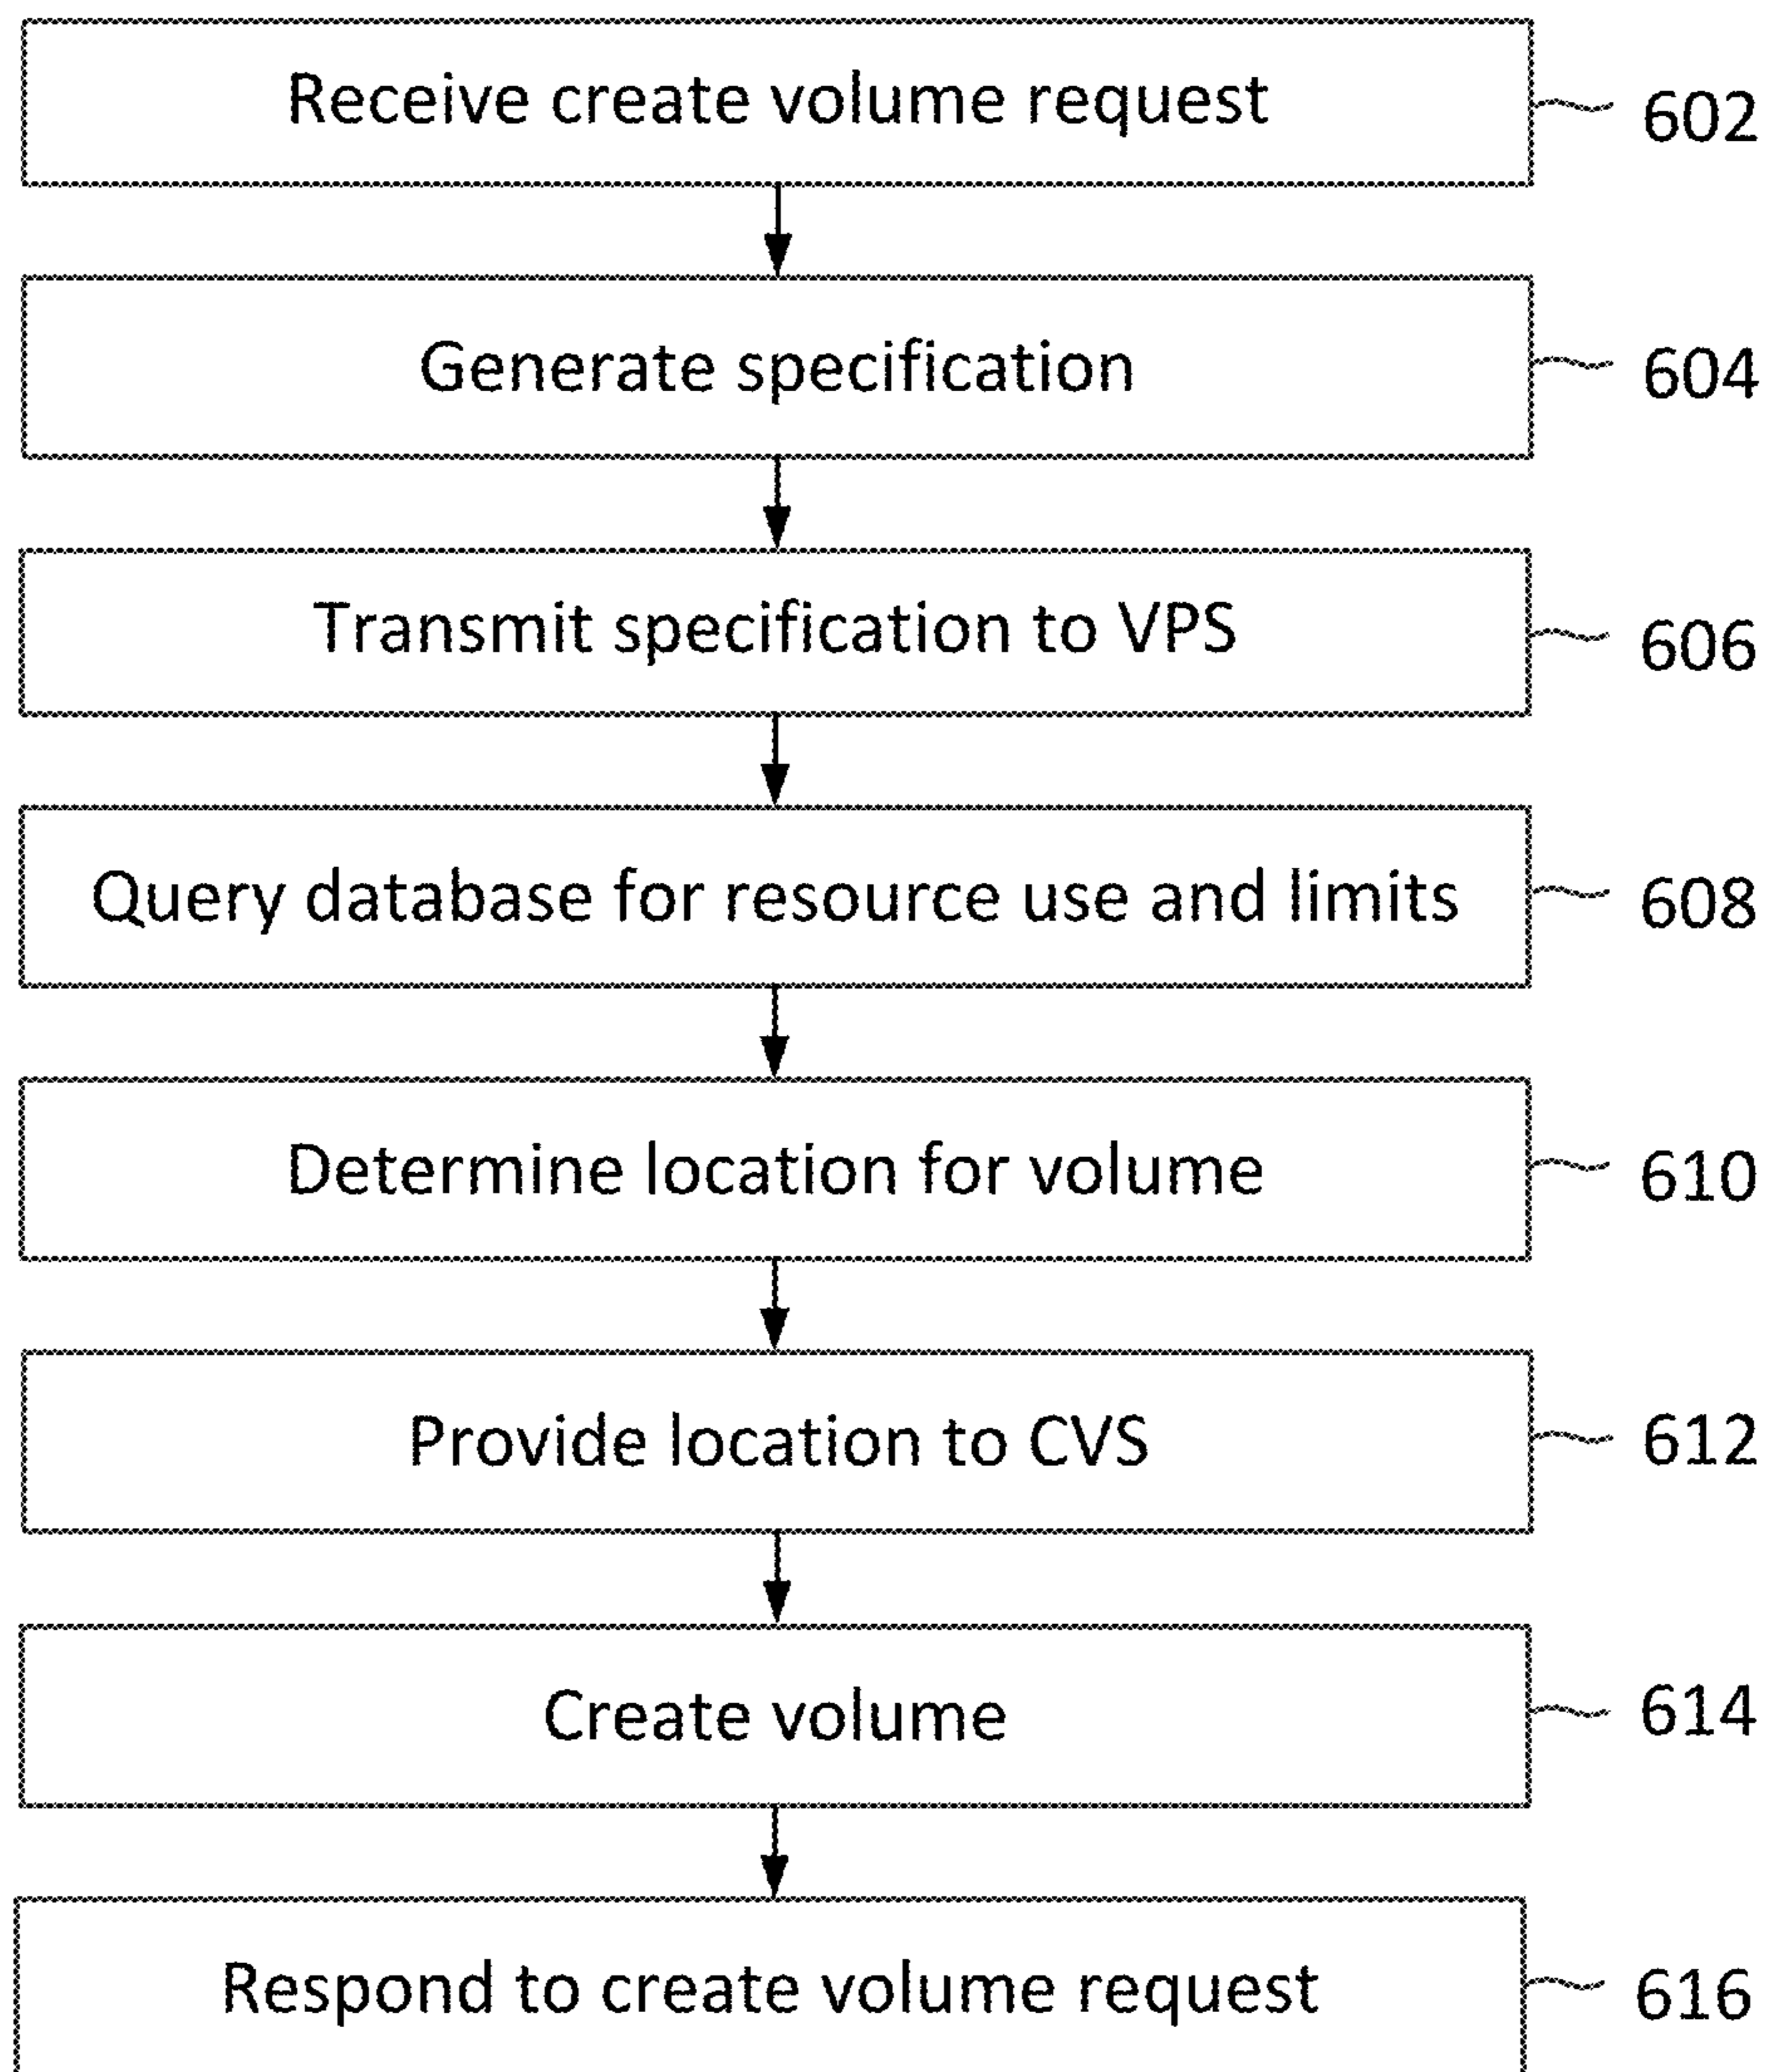 Receive create volume request
602
Generate specification
604
Transmit specification to VPS
606
Query database for resource use and limits
608
Determine location for volume
610
Provide location to CVS
612
Create volume
614
Respond to create volume request
616